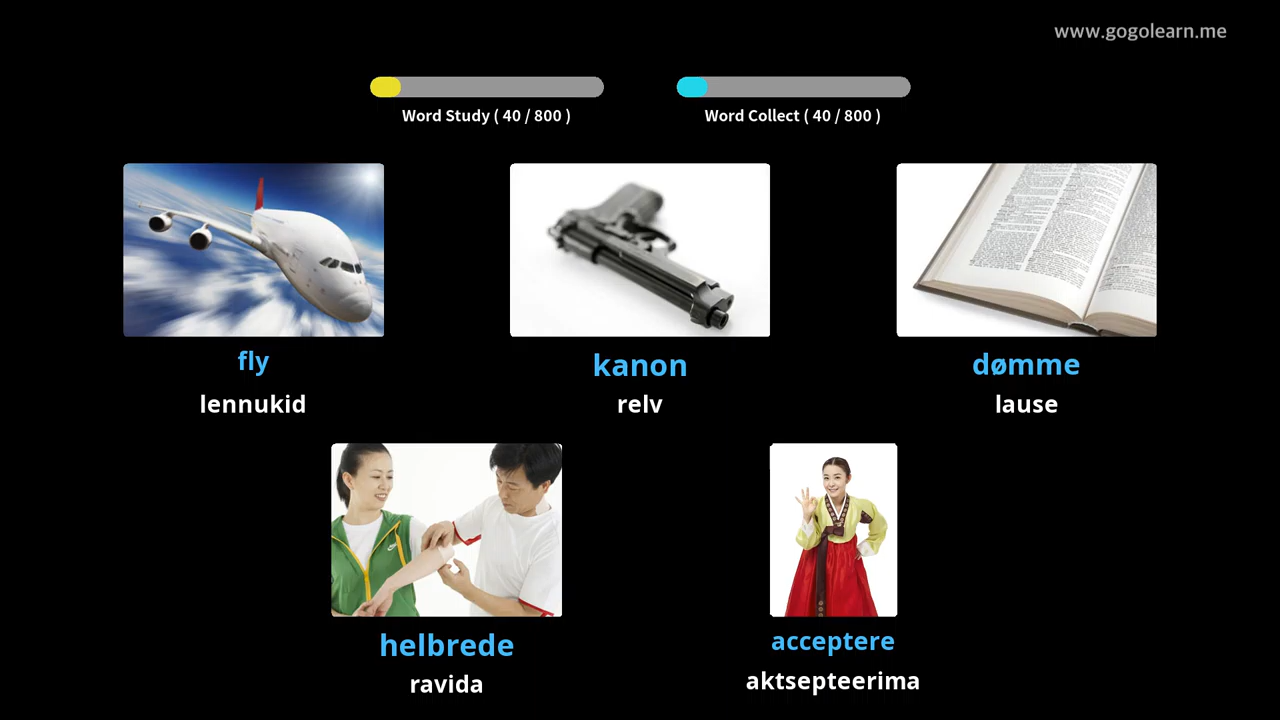 www.gogolearn.me
Word Study ( 40 / 800 )
Word Collect ( 40 / 800 )
fly
lennukid
kanon
relv
dømme
lause
helbrede
ravida
acceptere
aktsepteerima